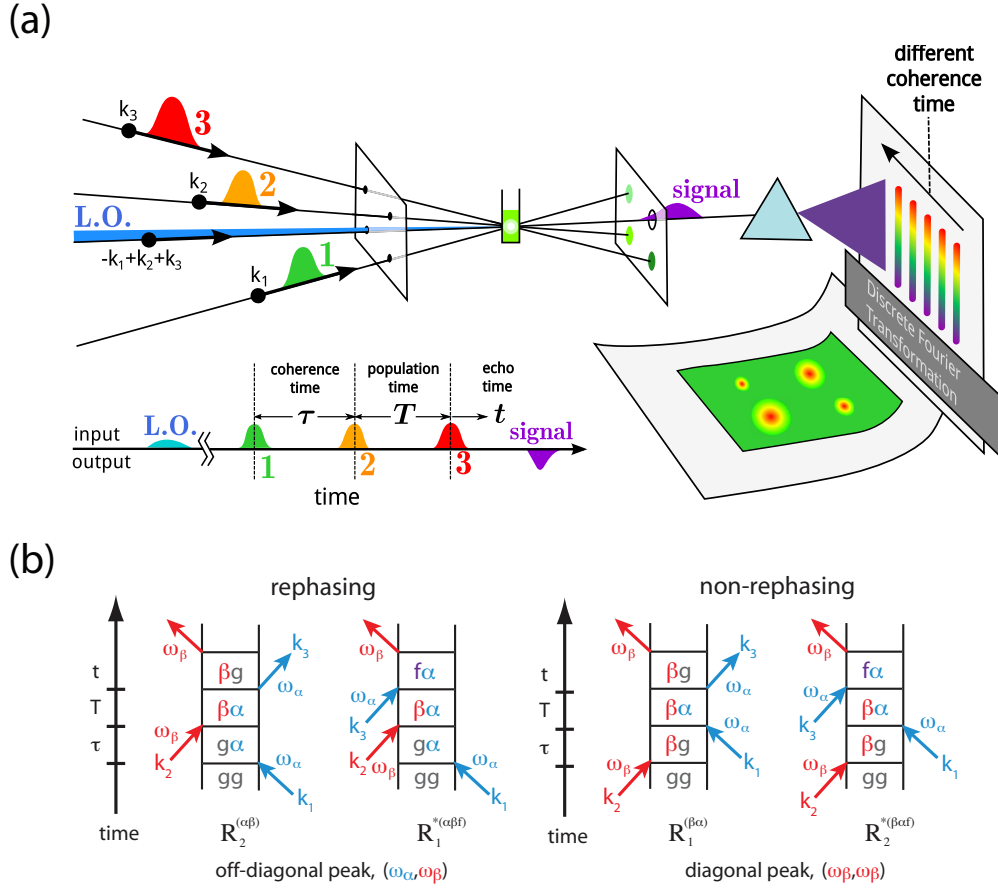 (a)
k3
3
k2
2
L.O.
-k1+k2+k3
1
k1
signal
different
coherence
time
Discrete Fourier
Transformation
coherence
time
population
time
echo
time
τ
T
t
L.O.
input
output
1
2
3
signal
time
(b)
rephasing
non-rephasing
t
T
τ
time
ωβ
βg
k3
ωα
βα
ωβ
k2
gα
ωα
gg
k1
R2(αβ)
ωβ
fα
ωα
k3
βα
k2
ωβ
gα
ωα
gg
k1
R1*(αβf)
off-diagonal peak, (ωα,ωβ)
t
T
τ
time
ωβ
βg
k3
ωα
βα
ωα
k1
ωβ
βg
k2
gg
R1(βα)
ωβ
fα
ωα
k3
βα
ωα
k1
ωβ
βg
k2
gg
R2*(βαf)
diagonal peak, (ωβ,ωβ)